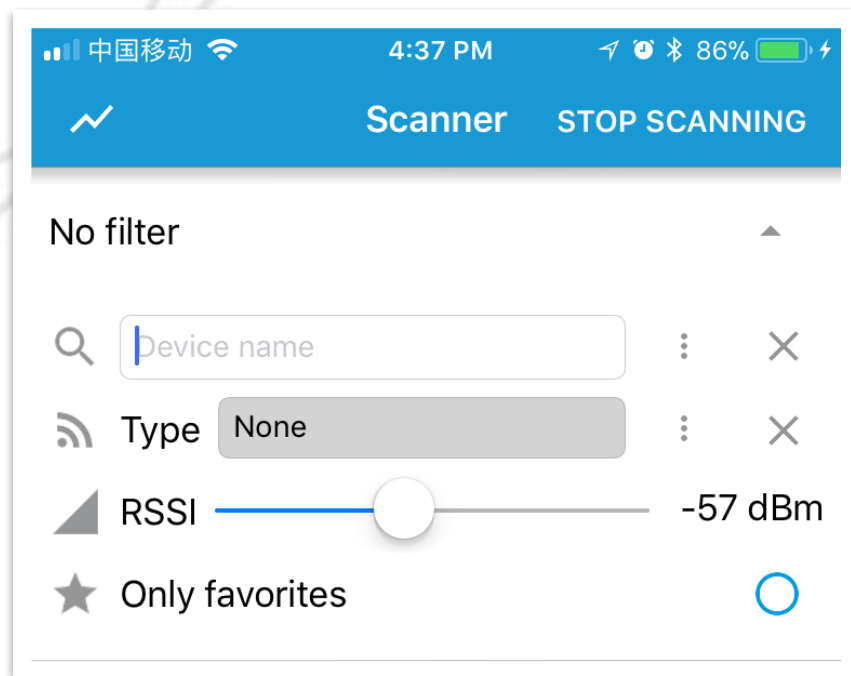 中国移动 4:37 PM 86%
Scanner STOP SCANNING
No filter
Device name
Type None
RSSI -57 dBm
Only favorites